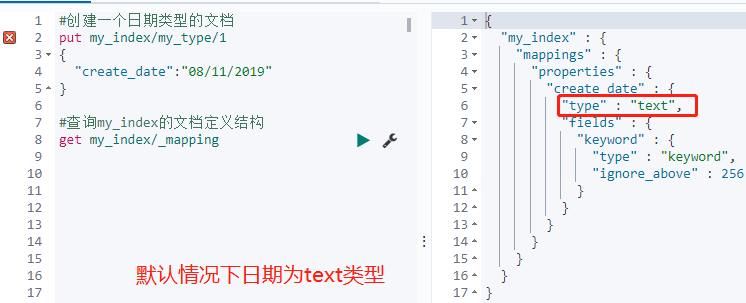 1 #创建一个日期类型的文档
2 put my_index/my_type/1
3 {
4 "create_date":"08/11/2019"
5 }
6
7 #查询my_index的文档定义结构
8 get my_index/_mapping
9
10
11
12
13
14
15
16
17
默认情况下日期为text类型
1 {
2 "my_index" : {
3 "mappings" : {
4 "properties" : {
5 "create_date" : {
6 "type" : "text",
7 "fields" : {
8 "keyword" : {
9 "type" : "keyword",
10 "ignore_above" : 256
11 }
12 }
13 }
14 }
15 }
16 }
17 }